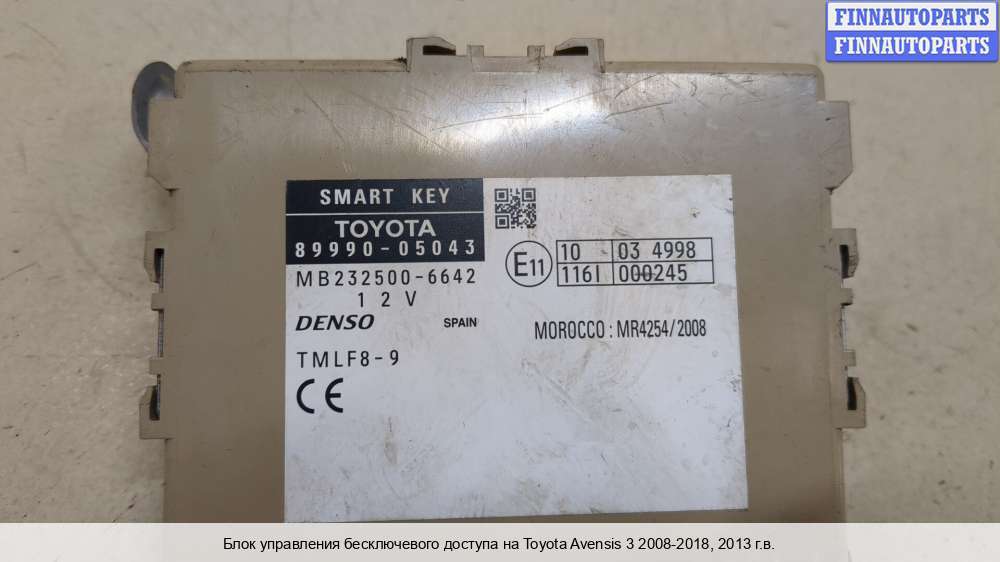 FINNAUTOPARTS
FINNAUTOPARTS
SMART KEY
TOYOTA
89990-05043
MB232500-6642
12V
DENSO SPAIN
TMLF8-9
CE
E11
10 03 4998
116I 000245
MOROCCO : MR4254/2008
Блок управления бесключевого доступа на Toyota Avensis 3 2008-2018, 2013 г.в.